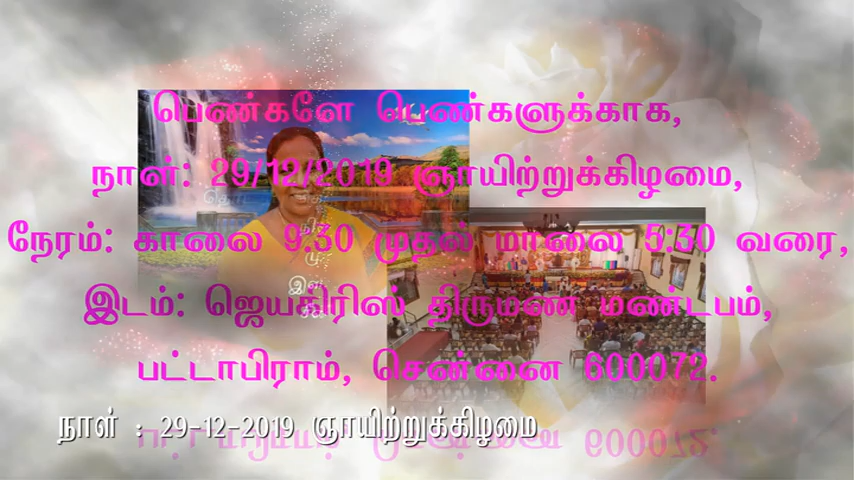 பெண்களே பெண்களுக்காக,
நாள்: 29/12/2019 ஞாயிற்றுக்கிழமை,
நேரம்: காலை 9.30 முதல் மாலை 5:30 வரை,
இடம்: ஜெயகிரிஸ் திருமண மண்டபம்,
பட்டாபிராம், சென்னை 600072.
நாள் : 29-12-2019 ஞாயிற்றுக்கிழமை